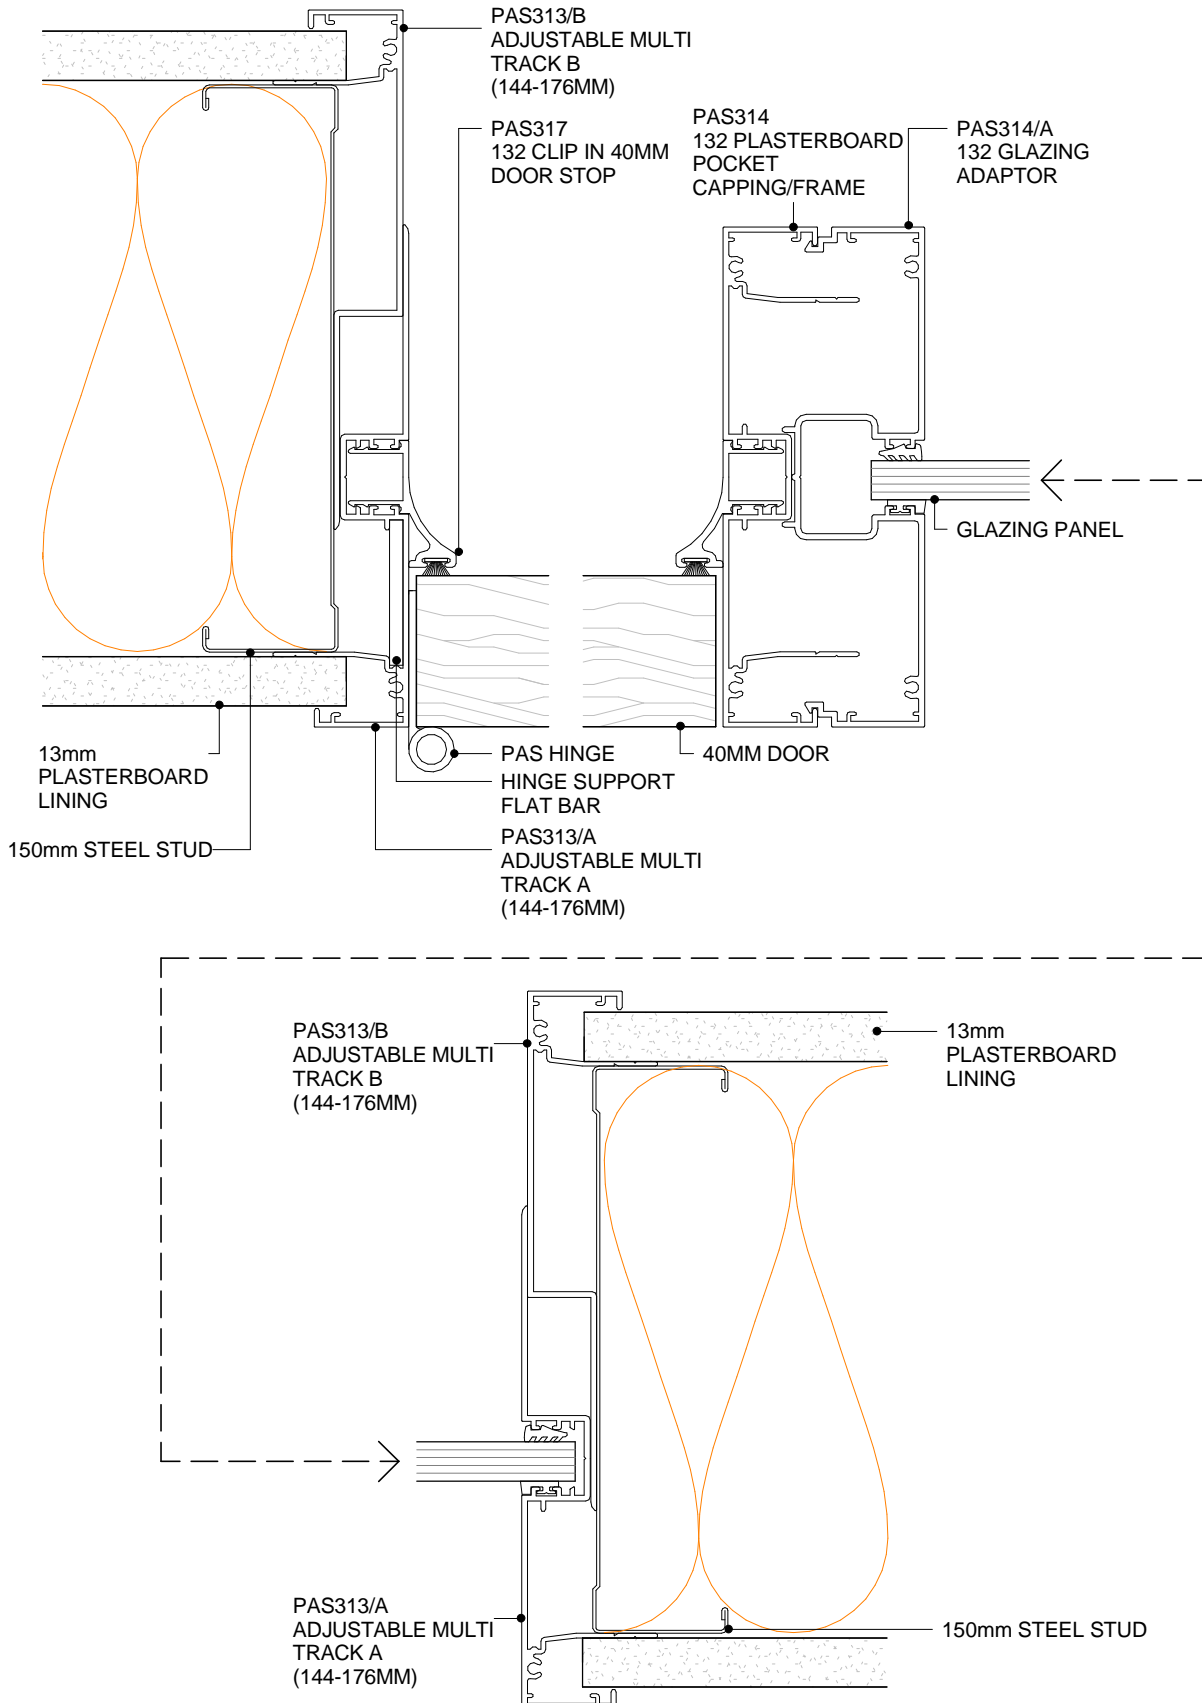 PAS313/B
ADJUSTABLE MULTI
TRACK B
(144-176MM)
PAS317
132 CLIP IN 40MM
DOOR STOP
PAS314
132 PLASTERBOARD
POCKET
CAPPING/FRAME
PAS314/A
132 GLAZING
ADAPTOR
GLAZING PANEL
13mm
PLASTERBOARD
LINING
150mm STEEL STUD
PAS HINGE
HINGE SUPPORT
FLAT BAR
40MM DOOR
PAS313/A
ADJUSTABLE MULTI
TRACK A
(144-176MM)
PAS313/B
ADJUSTABLE MULTI
TRACK B
(144-176MM)
13mm
PLASTERBOARD
LINING
PAS313/A
ADJUSTABLE MULTI
TRACK A
(144-176MM)
150mm STEEL STUD